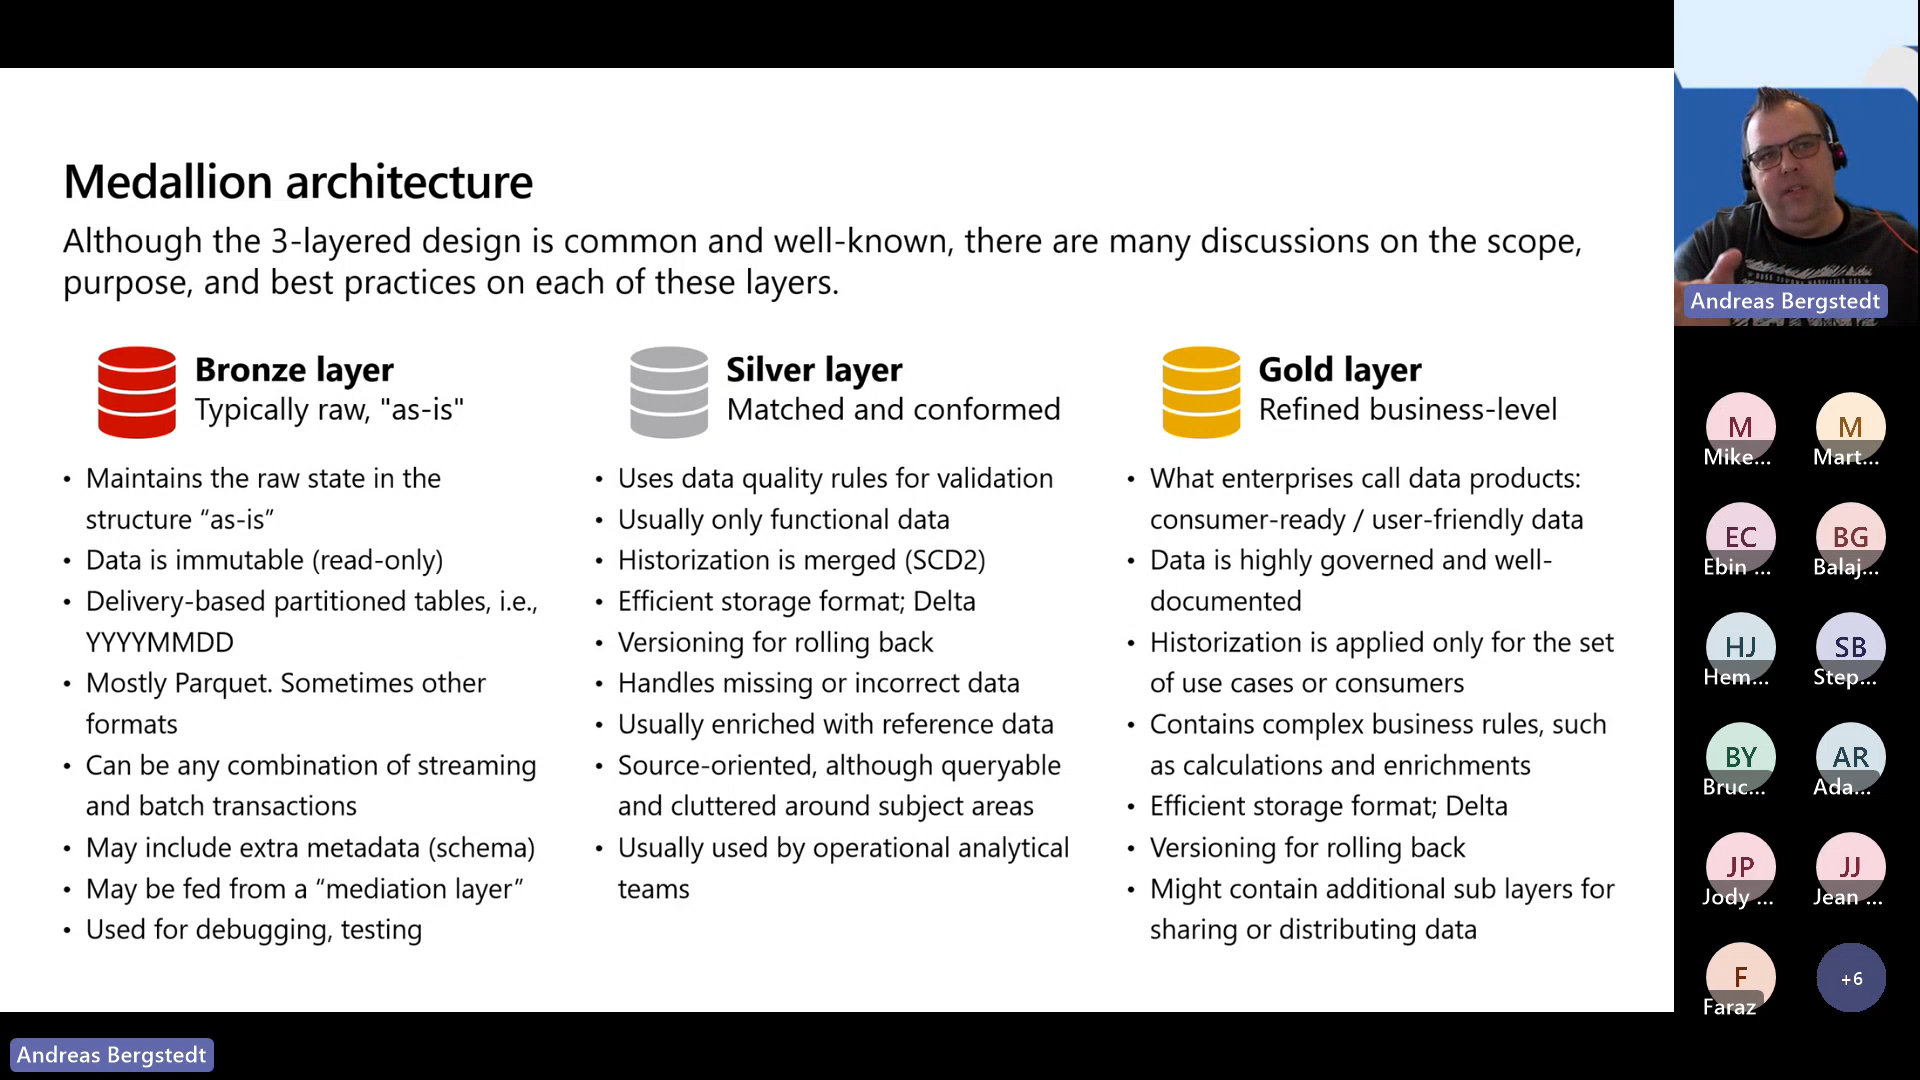 Medallion architecture
Although the 3-layered design is common and well-known, there are many discussions on the scope,
purpose, and best practices on each of these layers.
Bronze layer
Typically raw, "as-is"
• Maintains the raw state in the
structure “as-is”
• Data is immutable (read-only)
• Delivery-based partitioned tables, i.e.,
YYYYMMDD
• Mostly Parquet. Sometimes other
formats
• Can be any combination of streaming
and batch transactions
• May include extra metadata (schema)
• May be fed from a “mediation layer”
• Used for debugging, testing
Silver layer
Matched and conformed
• Uses data quality rules for validation
• Usually only functional data
• Historization is merged (SCD2)
• Efficient storage format; Delta
• Versioning for rolling back
• Handles missing or incorrect data
• Usually enriched with reference data
• Source-oriented, although queryable
and cluttered around subject areas
• Usually used by operational analytical
teams
Gold layer
Refined business-level
• What enterprises call data products:
consumer-ready / user-friendly data
• Data is highly governed and well-
documented
• Historization is applied only for the set
of use cases or consumers
• Contains complex business rules, such
as calculations and enrichments
• Efficient storage format; Delta
• Versioning for rolling back
• Might contain additional sub layers for
sharing or distributing data
Andreas Bergstedt
M
Mike...
M
Mart...
EC
Ebin ...
BG
Balaj...
HJ
Hem...
SB
Step...
BY
Bruc...
AR
Ada...
JP
Jody ...
JJ
Jean ...
F
Faraz
+6
Andreas Bergstedt